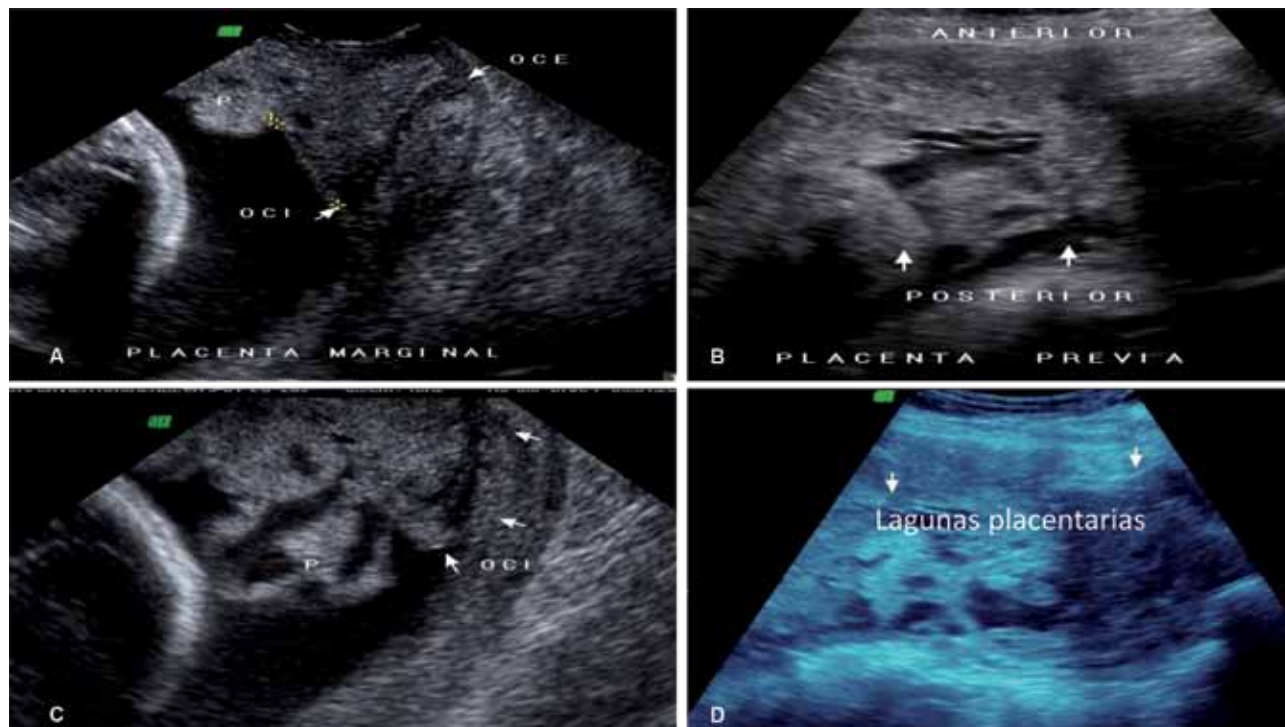 OCE
P
OCI
A
PLACENTA MARGINAL
ANTERIOR
POSTERIOR
B
PLACENTA PREVIA
P
OCI
C
Lagunas placentarias
D